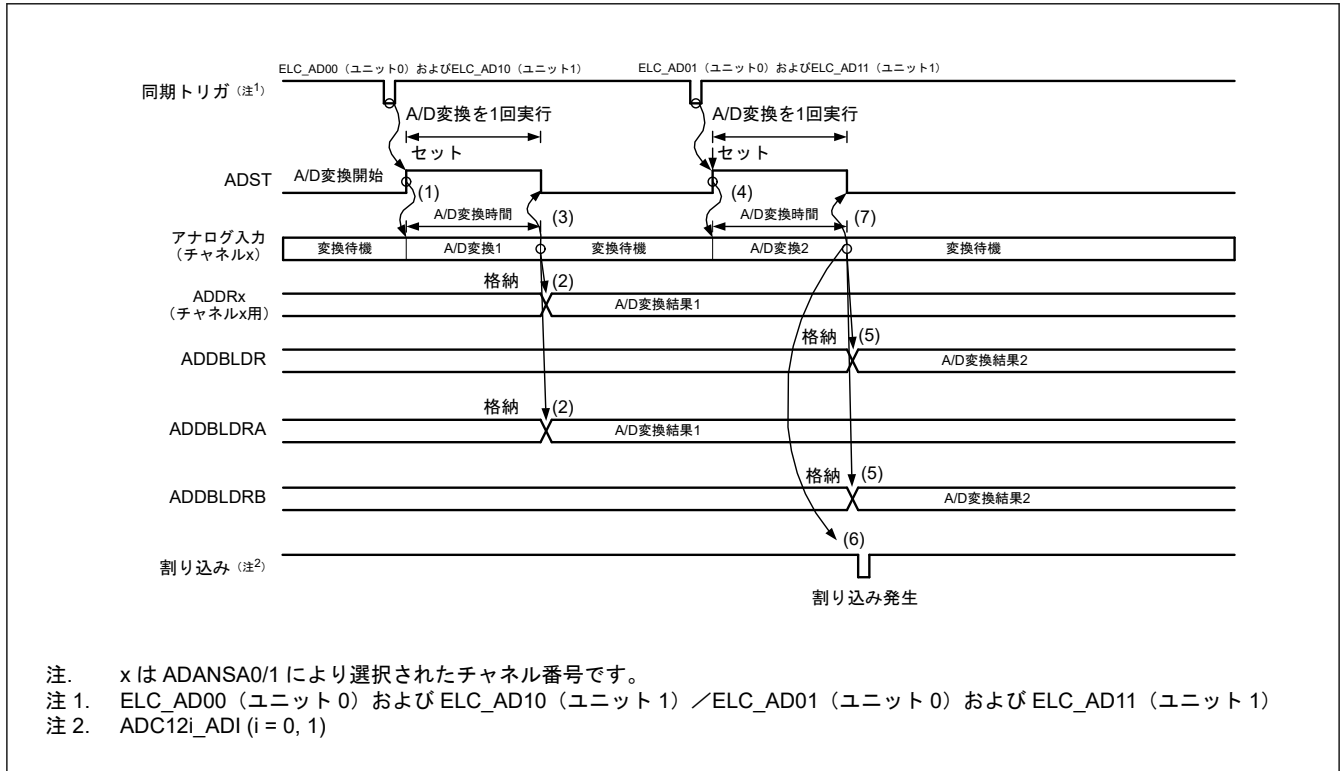 ELC_AD00（ユニット0）およびELC_AD10（ユニット1）
ELC_AD01（ユニット0）およびELC_AD11（ユニット1）
同期トリガ（注1）
A/D変換を1回実行
A/D変換を1回実行
セット
セット
ADST
A/D変換開始
(1)
(4)
A/D変換時間
(3)
A/D変換時間
(7)
アナログ入力
（チャネルx）
変換待機
A/D変換1
変換待機
A/D変換2
変換待機
格納
(2)
ADDRx
（チャネルx用）
A/D変換結果1
格納
(5)
ADDBLDR
A/D変換結果2
格納
(2)
ADDBLDRA
A/D変換結果1
格納
(5)
ADDBLDRB
A/D変換結果2
(6)
割り込み（注2）
割り込み発生
注. x は ADANSA0/1 により選択されたチャネル番号です。
注 1. ELC_AD00（ユニット 0）および ELC_AD10（ユニット 1）／ELC_AD01（ユニット 0）および ELC_AD11（ユニット 1）
注 2. ADC12i_ADI (i = 0, 1)